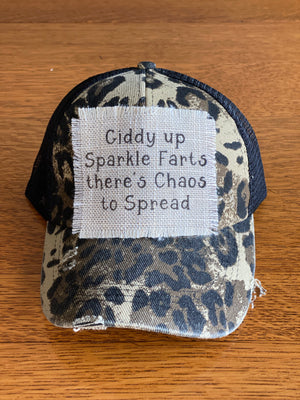 Giddy up
Sparkle Farts
there's Chaos
to Spread